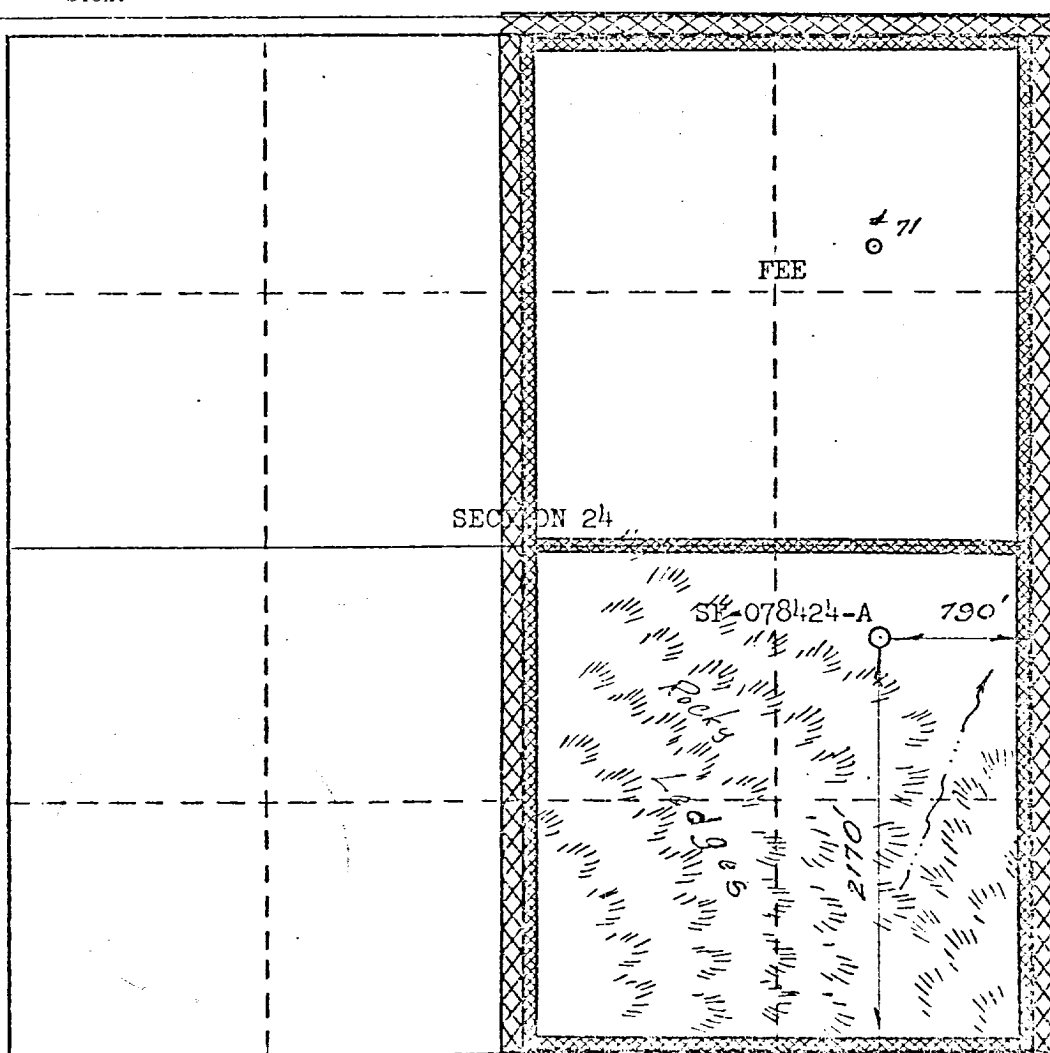 # 71
FEE
SECTION 24
SF-078424-A 790'
Rocky
Ledges
2170'